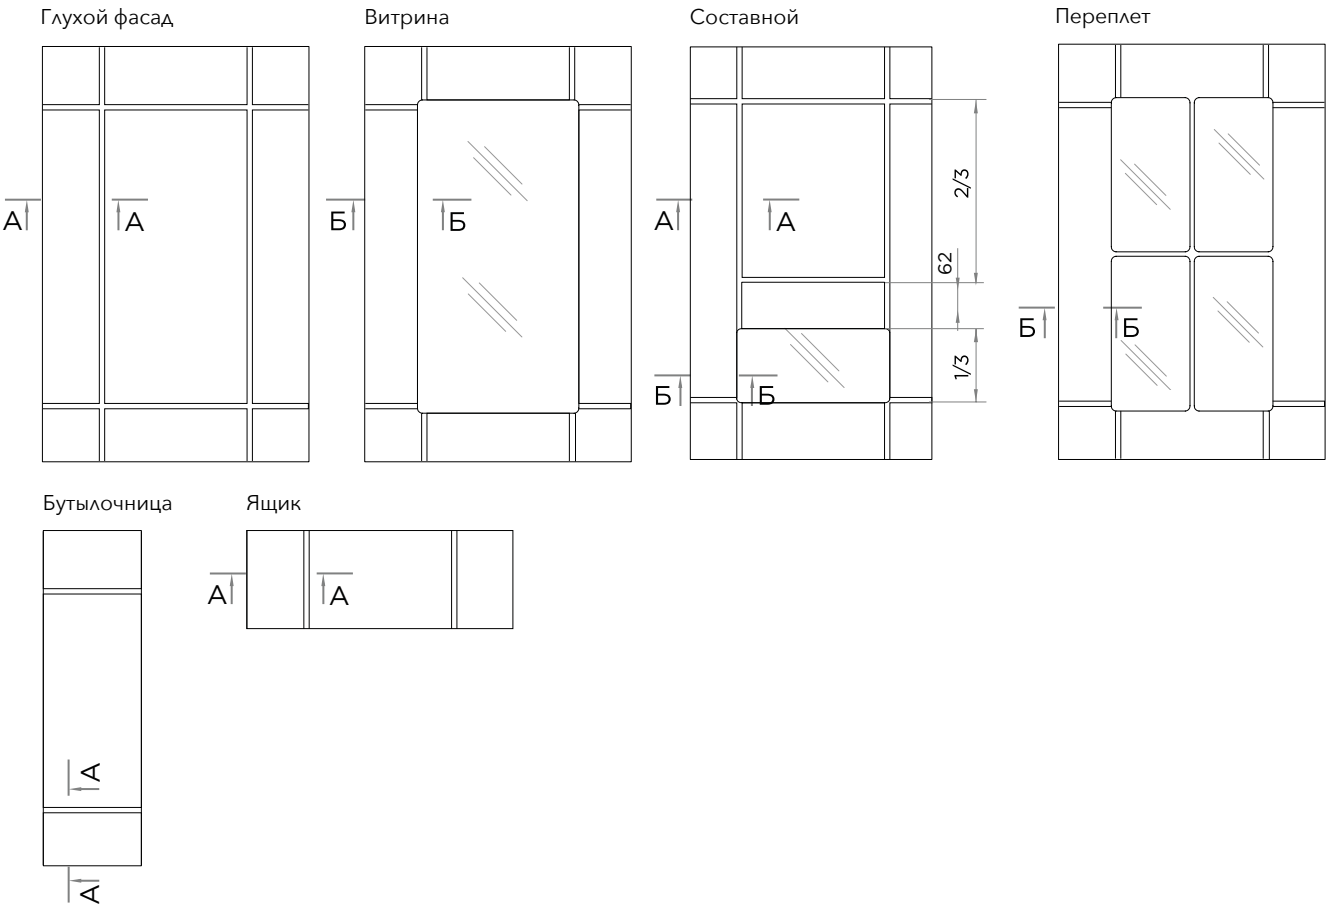 Глухой фасад
Витрина
Составной
Переплет
А
А
Б
Б
А
А
2/3
62
Б
Б
1/3
Б
Б
Бутылочница
Ящик
А
А
А
А